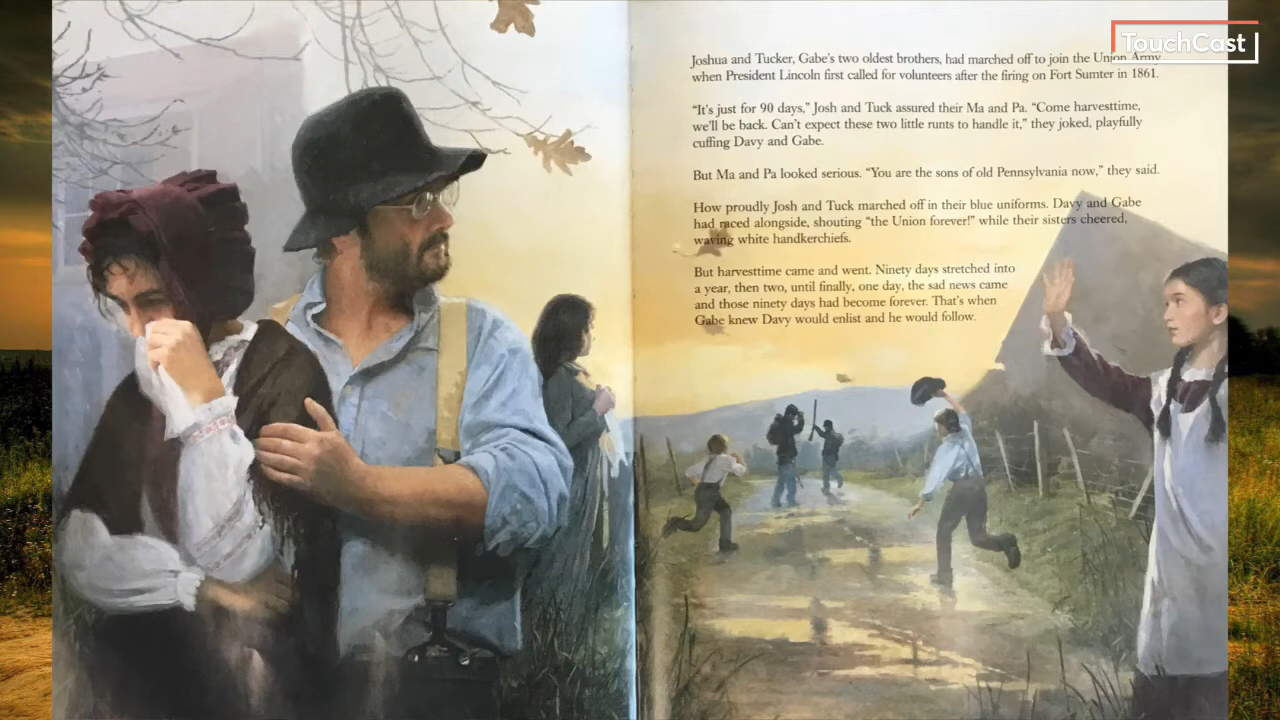 TouchCast
Joshua and Tucker, Gabe's two oldest brothers, had marched off to join the Union Army
when President Lincoln first called for volunteers after the firing on Fort Sumter in 1861.
“It's just for 90 days,” Josh and Tuck assured their Ma and Pa. “Come harvesttime,
we'll be back. Can't expect these two little runts to handle it,” they joked, playfully
cuffing Davy and Gabe.
But Ma and Pa looked serious. “You are the sons of old Pennsylvania now,” they said.
How proudly Josh and Tuck marched off in their blue uniforms. Davy and Gabe
had raced alongside, shouting “the Union forever!” while their sisters cheered,
waving white handkerchiefs.
But harvesttime came and went. Ninety days stretched into
a year, then two, until finally, one day, the sad news came
and those ninety days had become forever. That's when
Gabe knew Davy would enlist and he would follow.